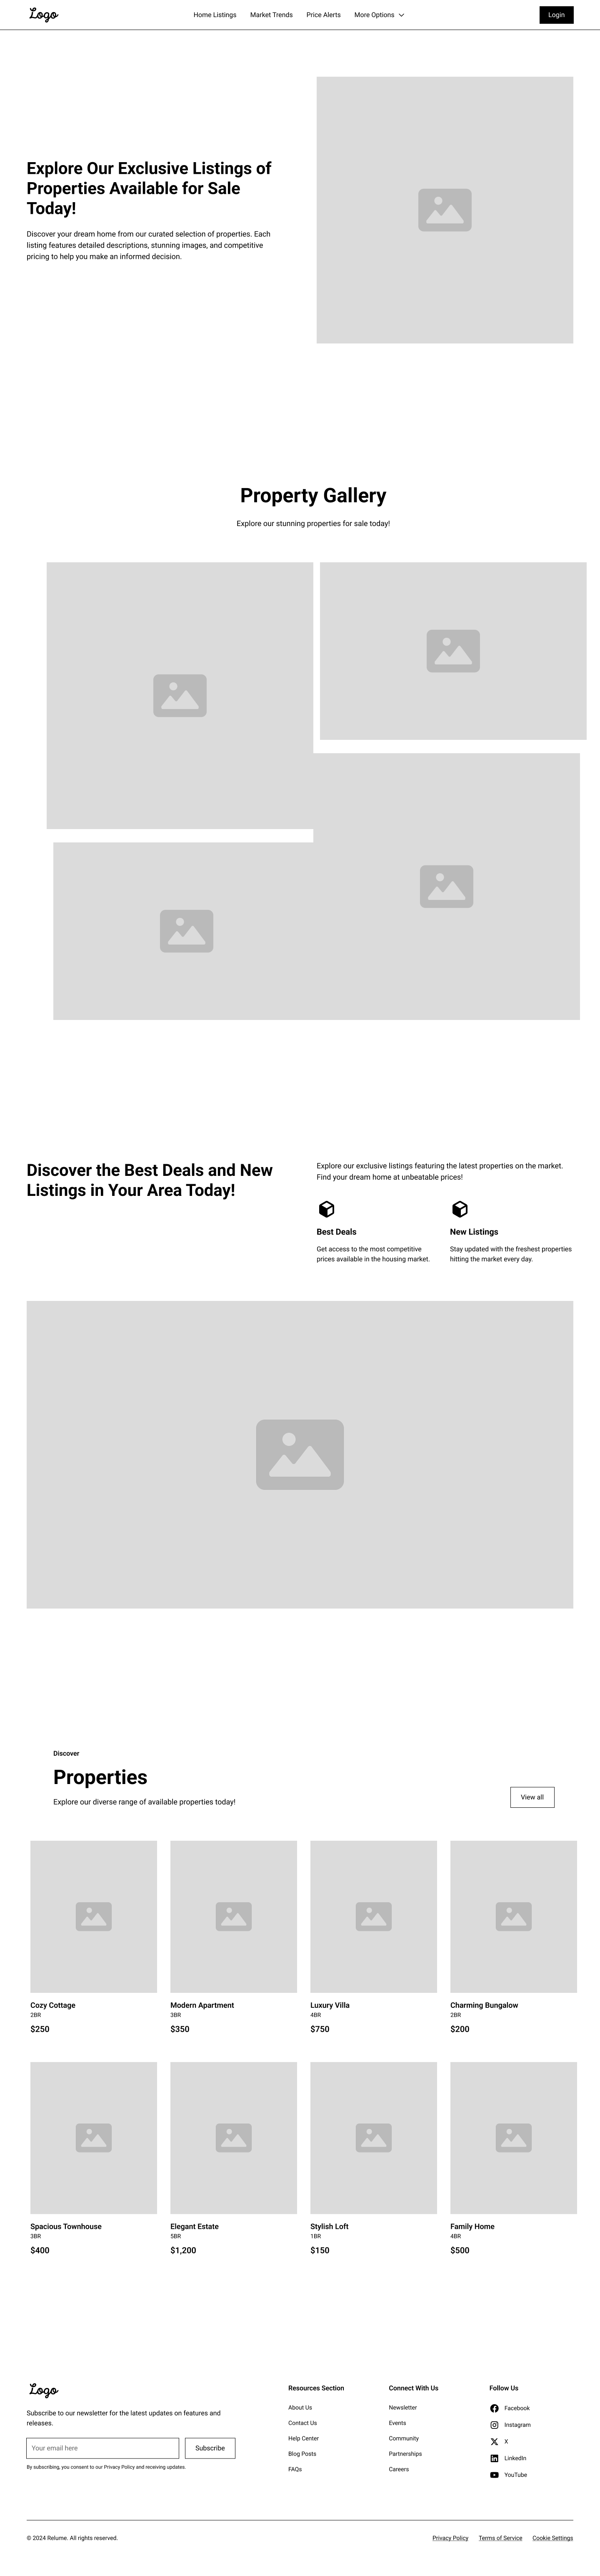 Logo
Home Listings
Market Trends
Price Alerts
More Options
Login
Explore Our Exclusive Listings of
Properties Available for Sale
Today!
Discover your dream home from our curated selection of properties. Each
listing features detailed descriptions, stunning images, and competitive
pricing to help you make an informed decision.
Property Gallery
Explore our stunning properties for sale today!
Discover the Best Deals and New
Listings in Your Area Today!
Explore our exclusive listings featuring the latest properties on the market.
Find your dream home at unbeatable prices!
Best Deals
Get access to the most competitive
prices available in the housing market.
New Listings
Stay updated with the freshest properties
hitting the market every day.
Discover
Properties
Explore our diverse range of available properties today!
View all
Cozy Cottage
2BR
$250
Modern Apartment
3BR
$350
Luxury Villa
4BR
$750
Charming Bungalow
2BR
$200
Spacious Townhouse
3BR
$400
Elegant Estate
5BR
$1,200
Stylish Loft
1BR
$150
Family Home
4BR
$500
Logo
Subscribe to our newsletter for the latest updates on features and
releases.
Your email here
Subscribe
By subscribing, you consent to our Privacy Policy and receiving updates.
Resources Section
About Us
Contact Us
Help Center
Blog Posts
FAQs
Connect With Us
Newsletter
Events
Community
Partnerships
Careers
Follow Us
Facebook
Instagram
X
LinkedIn
YouTube
© 2024 Relume. All rights reserved.
Privacy Policy
Terms of Service
Cookie Settings